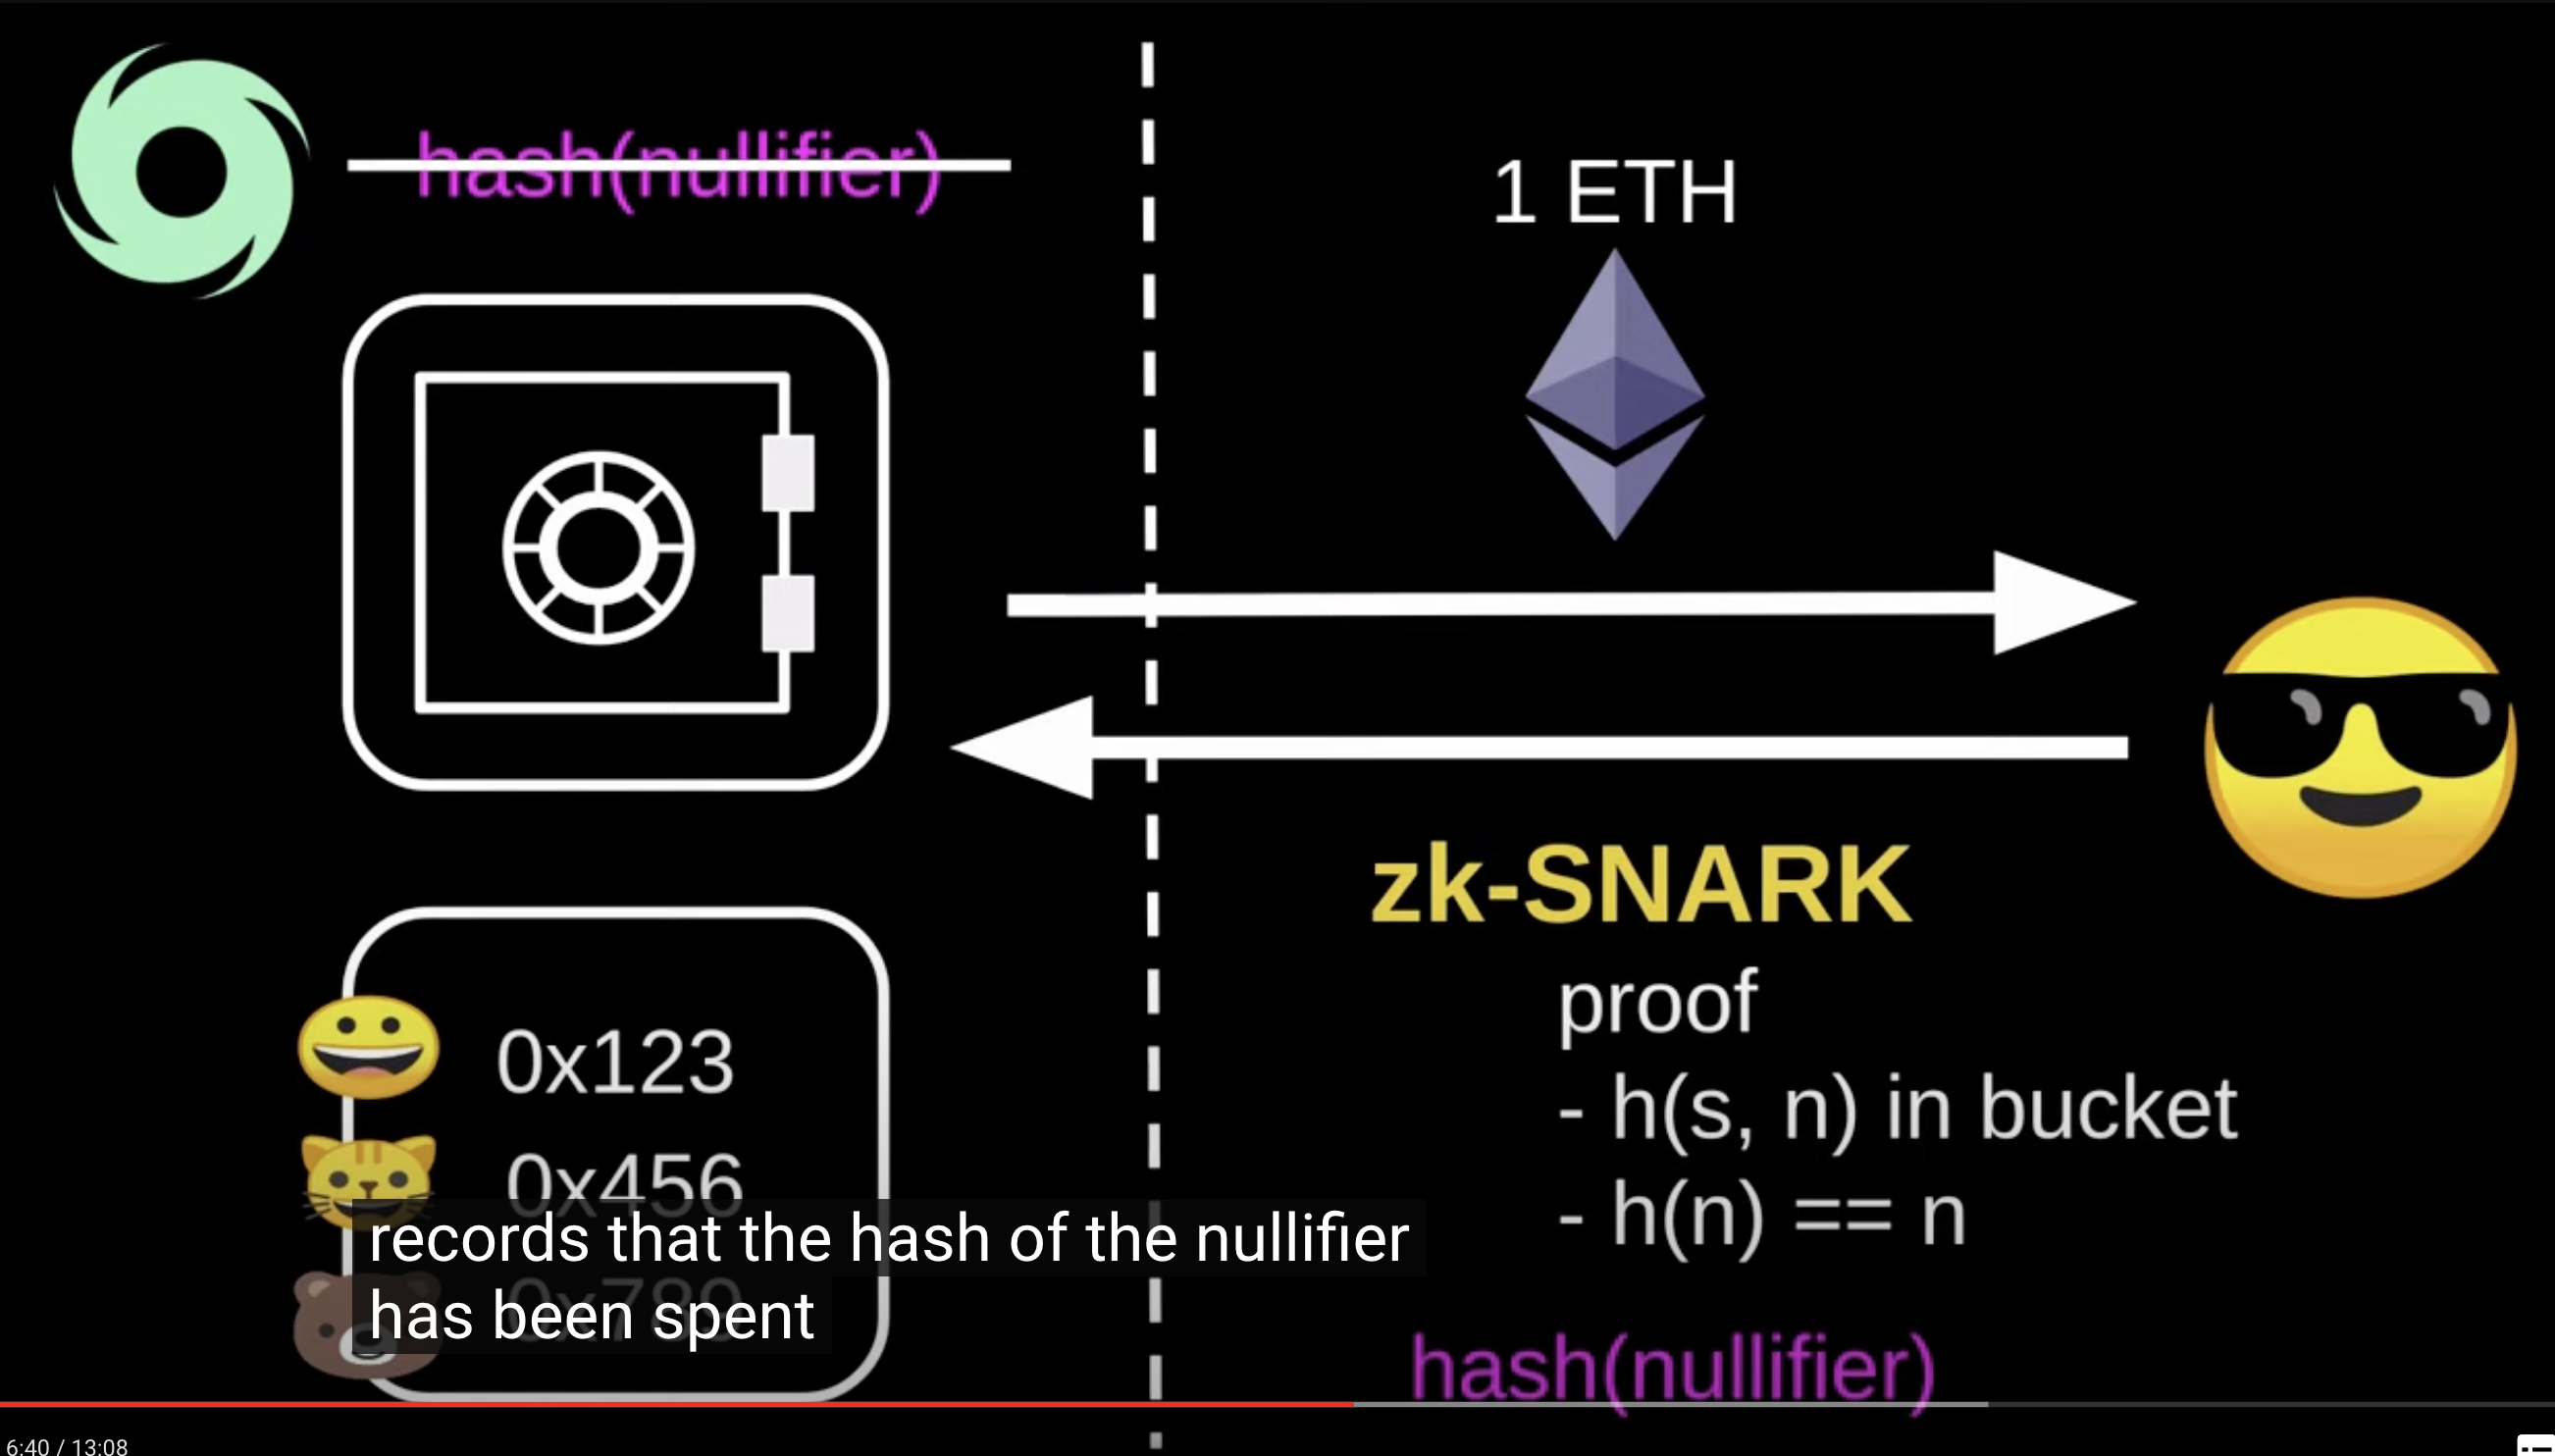 hash(nullifier)
1 ETH
zk-SNARK
proof
- h(s, n) in bucket
- h(n) == n
hash(nullifier)
0x123
0x456
0x789
records that the hash of the nullifier
has been spent
6:40 / 13:08